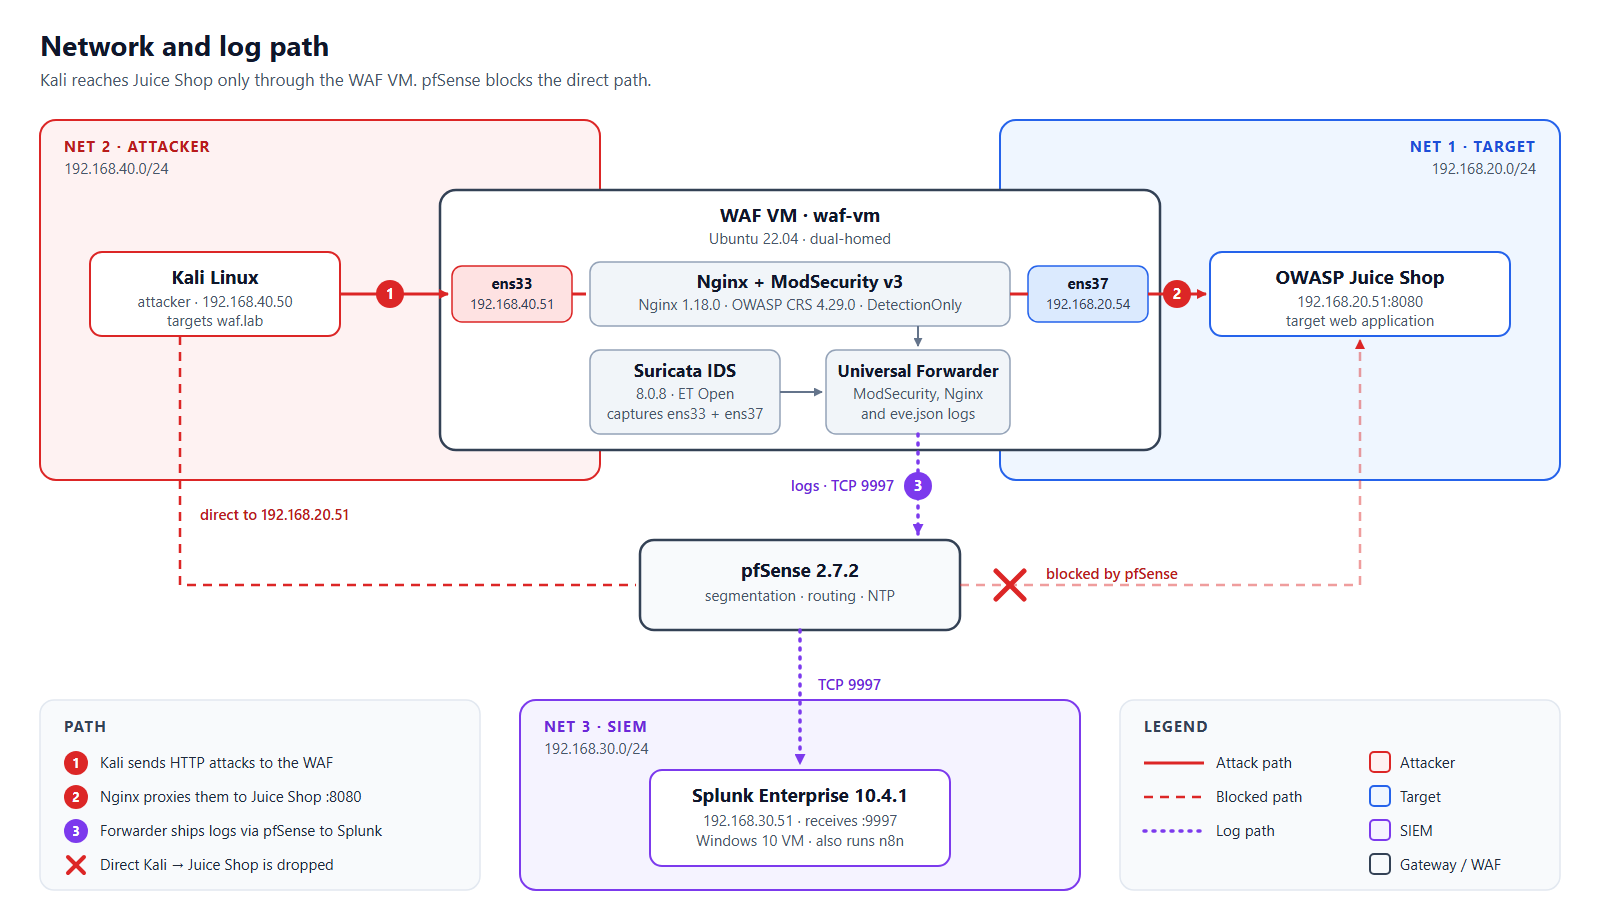 Network and log path
Kali reaches Juice Shop only through the WAF VM. pfSense blocks the direct path.
NET 2 · ATTACKER
192.168.40.0/24
NET 1 · TARGET
192.168.20.0/24
WAF VM · waf-vm
Ubuntu 22.04 · dual-homed
Kali Linux
attacker · 192.168.40.50
targets waf.lab
1
ens33
192.168.40.51
Nginx + ModSecurity v3
Nginx 1.18.0 · OWASP CRS 4.29.0 · DetectionOnly
ens37
192.168.20.54
2
OWASP Juice Shop
192.168.20.51:8080
target web application
Suricata IDS
8.0.8 · ET Open
captures ens33 + ens37
Universal Forwarder
ModSecurity, Nginx
and eve.json logs
logs · TCP 9997
3
direct to 192.168.20.51
pfSense 2.7.2
segmentation · routing · NTP
blocked by pfSense
TCP 9997
PATH
1 Kali sends HTTP attacks to the WAF
2 Nginx proxies them to Juice Shop :8080
3 Forwarder ships logs via pfSense to Splunk
Direct Kali → Juice Shop is dropped
NET 3 · SIEM
192.168.30.0/24
Splunk Enterprise 10.4.1
192.168.30.51 · receives :9997
Windows 10 VM · also runs n8n
LEGEND
Attack path
Attacker
Blocked path
Target
Log path
SIEM
Gateway / WAF